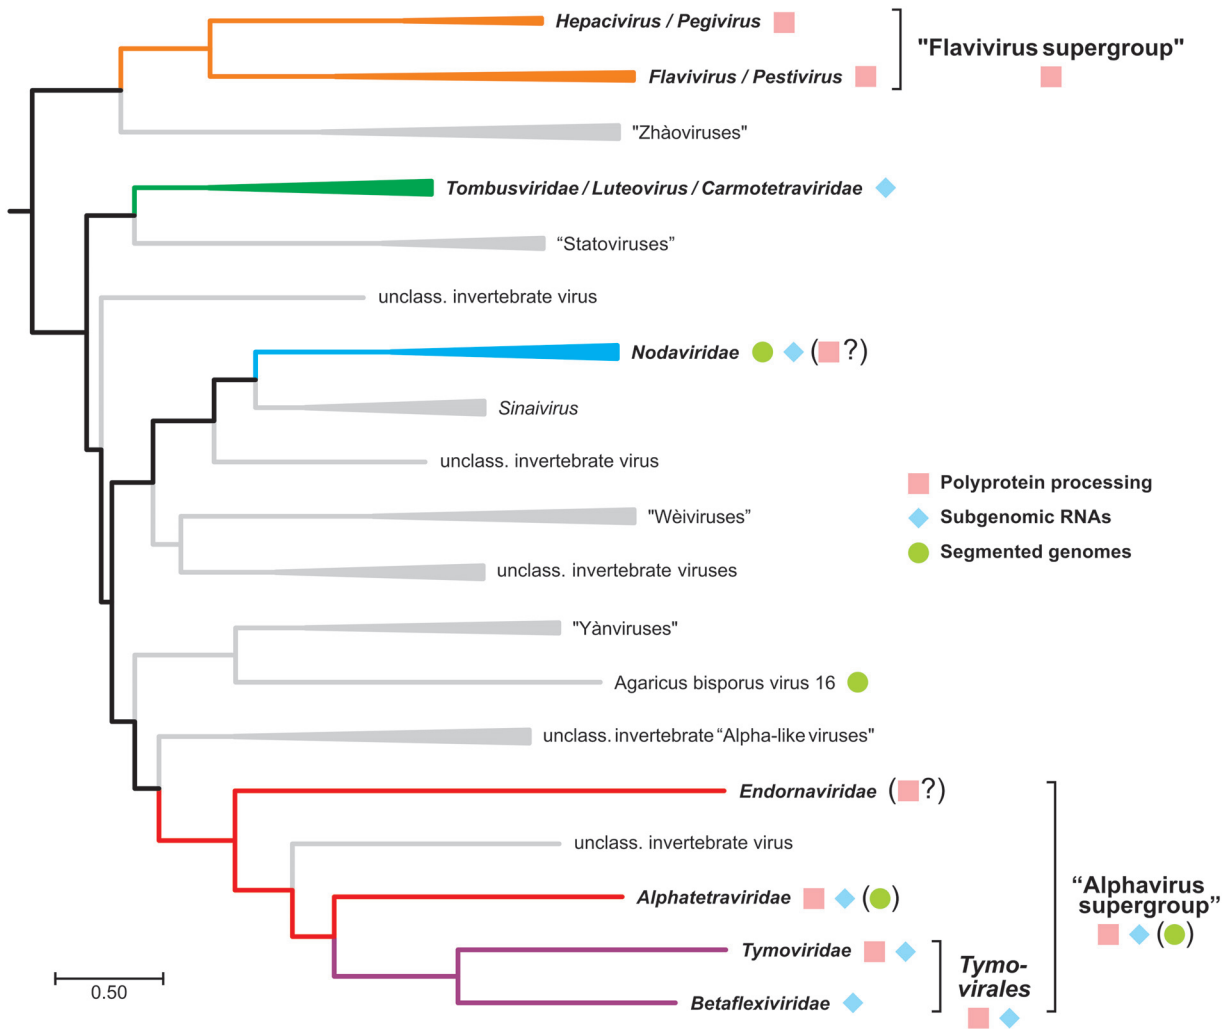 Hepacivirus / Pegivirus
"Flavivirus supergroup"
Flavivirus / Pestivirus
"Zhàoviruses"
Tombusviridae / Luteovirus / Carmotetraviridae
“Statoviruses”
unclass. invertebrate virus
Nodaviridae ( ?)
Sinaivirus
unclass. invertebrate virus
Polyprotein processing
"Wèiviruses”
Subgenomic RNAs
Segmented genomes
unclass. invertebrate viruses
"Yànviruses"
Agaricus bisporus virus 16
unclass. invertebrate “Alpha-like viruses"
Endornaviridae ( ?)
unclass. invertebrate virus
“Alphavirus
supergroup”
( )
Alphatetraviridae ( )
Tymoviridae
Tymo-
virales
Betaflexiviridae
0.50